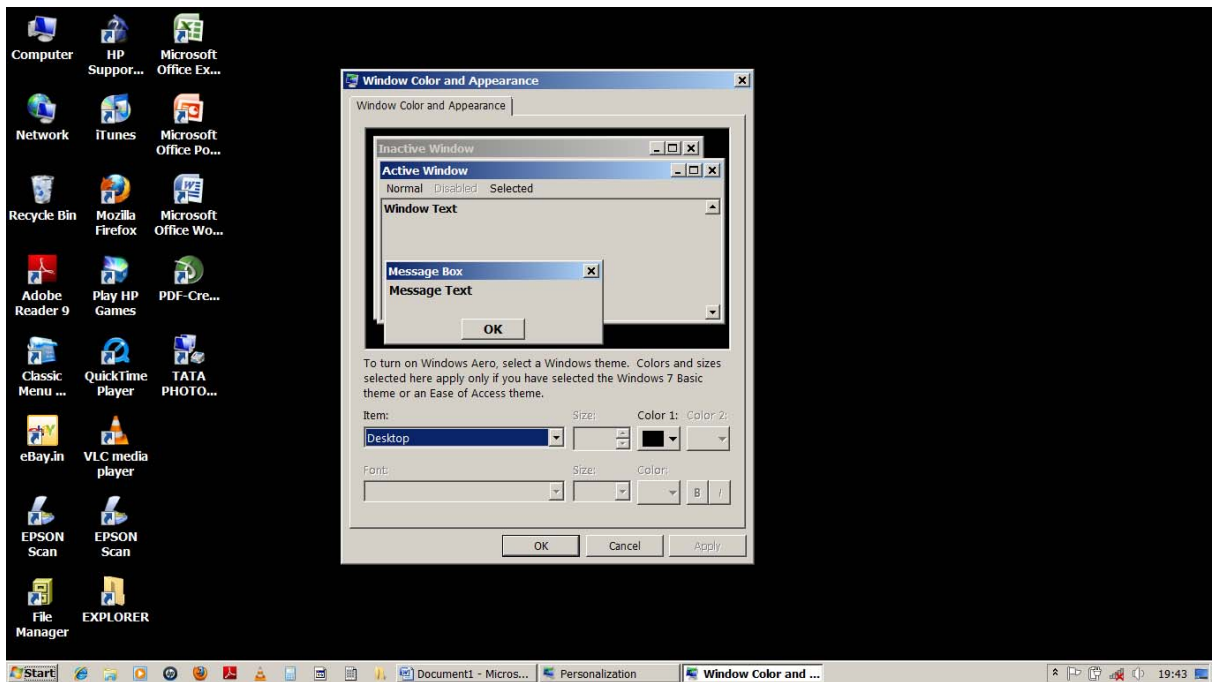 Computer
HP
Suppor...
Microsoft
Office Ex...
Network
iTunes
Microsoft
Office Po...
Recycle Bin
Mozilla
Firefox
Microsoft
Office Wo...
Adobe
Reader 9
Play HP
Games
PDF-Cre...
Classic
Menu ...
QuickTime
Player
TATA
PHOTO...
eBay.in
VLC media
player
EPSON
Scan
EPSON
Scan
File
Manager
EXPLORER
Window Color and Appearance
Window Color and Appearance
Inactive Window
Active Window
Normal Disabled Selected
Window Text
Message Box
Message Text
OK
To turn on Windows Aero, select a Windows theme. Colors and sizes
selected here apply only if you have selected the Windows 7 Basic
theme or an Ease of Access theme.
Item: Size: Color 1: Color 2:
Desktop
Font: Size: Color:
B I
OK Cancel Apply
Start Document1 - Micros... Personalization Window Color and ... 19:43